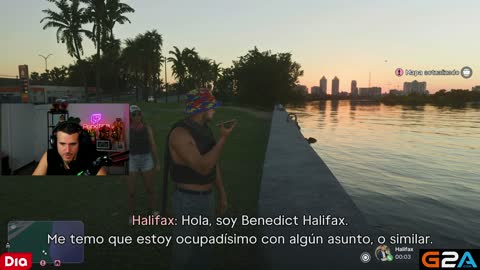 Mapa actualizado
Halifax: Hola, soy Benedict Halifax.
Me temo que estoy ocupadísimo con algún asunto, o similar.
Halifax
00:03
Dia
G2A